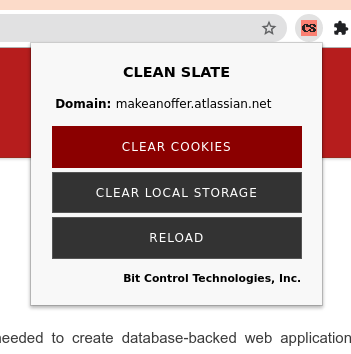 cs
CLEAN SLATE
Domain: makeanoffer.atlassian.net
CLEAR COOKIES
CLEAR LOCAL STORAGE
RELOAD
Bit Control Technologies, Inc.
needed to create database-backed web application